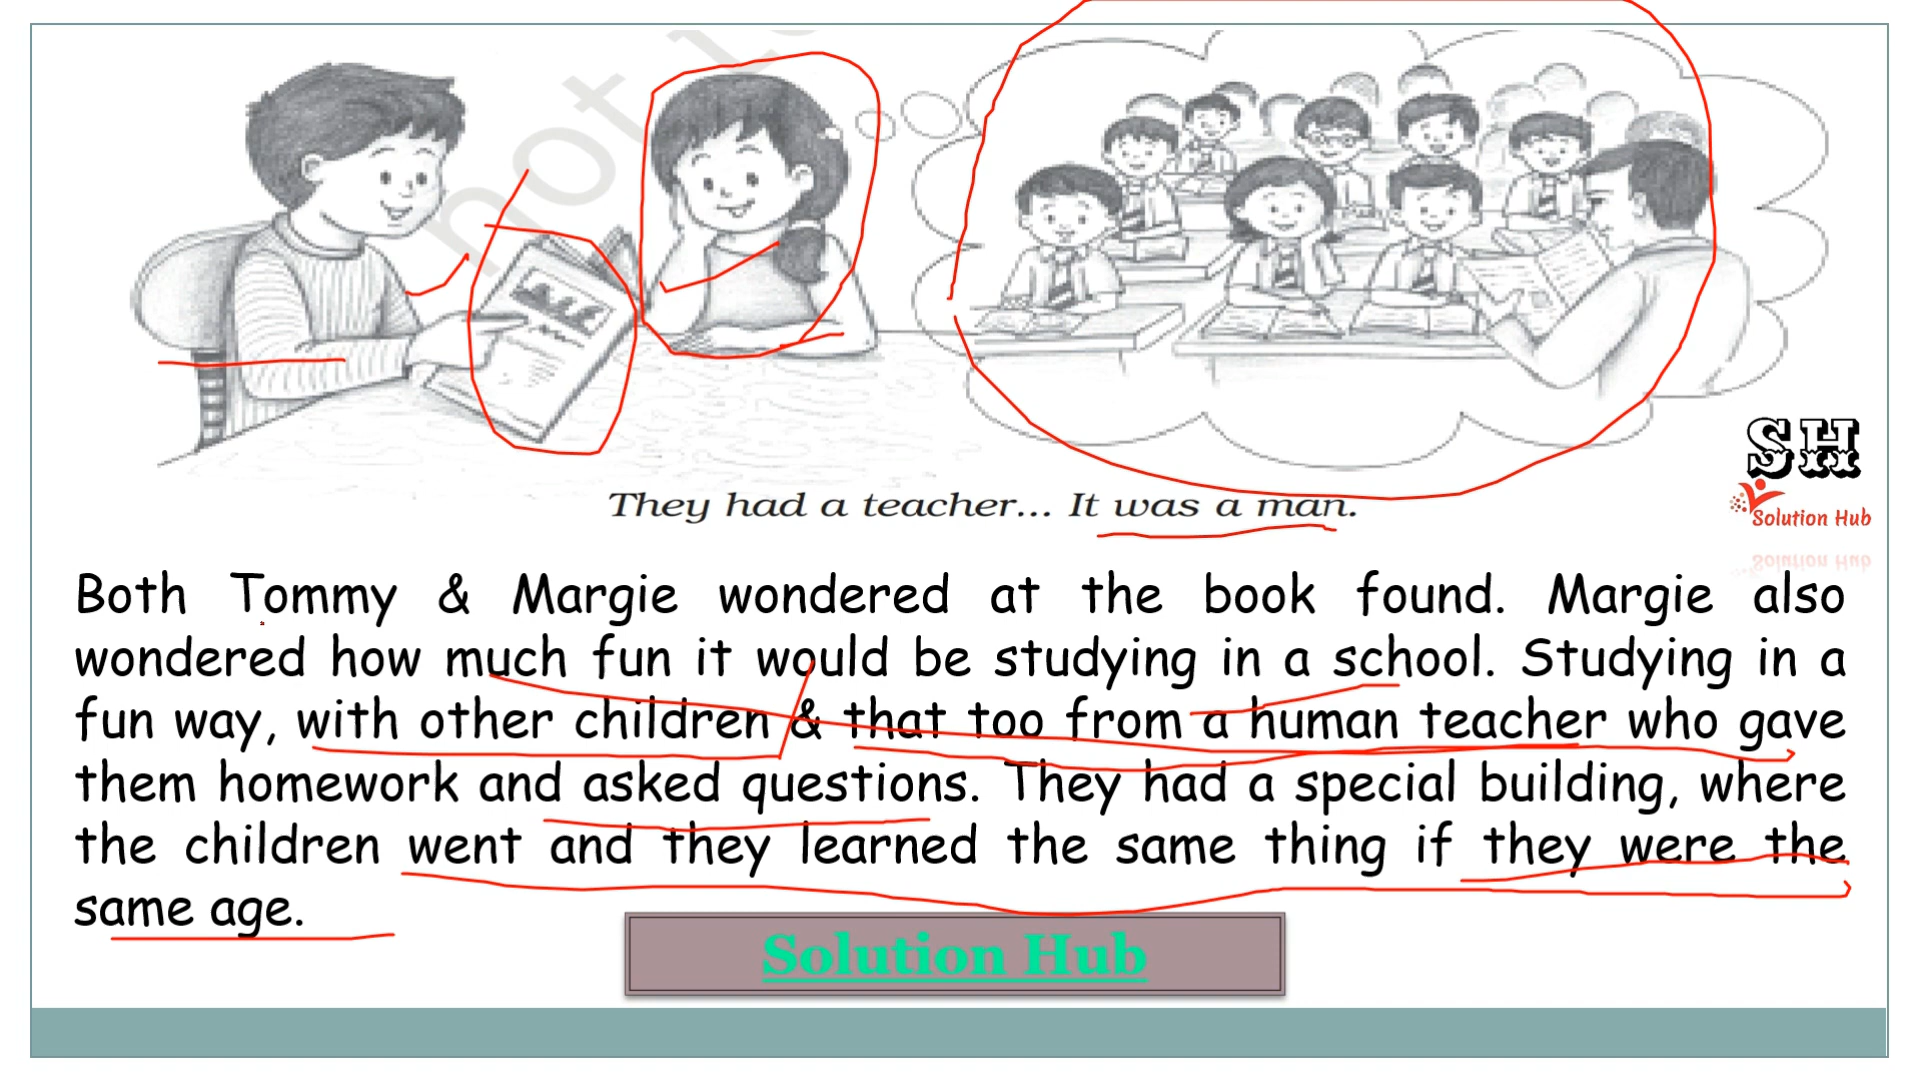 not
They had a teacher... It was a man.
SH
Solution Hub
Both Tommy & Margie wondered at the book found. Margie also
wondered how much fun it would be studying in a school. Studying in a
fun way, with other children & that too from a human teacher who gave
them homework and asked questions. They had a special building, where
the children went and they learned the same thing if they were the
same age.
Solution Hub